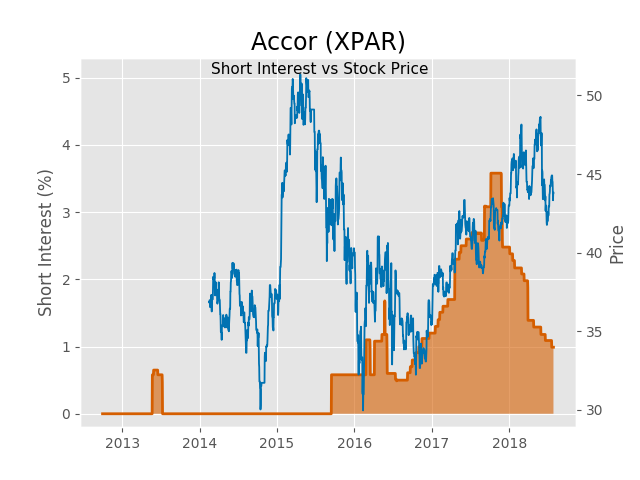 Accor (XPAR)
Short Interest vs Stock Price
Short Interest (%)
5
4
3
2
1
0
50
45
40
35
30
Price
2013 2014 2015 2016 2017 2018